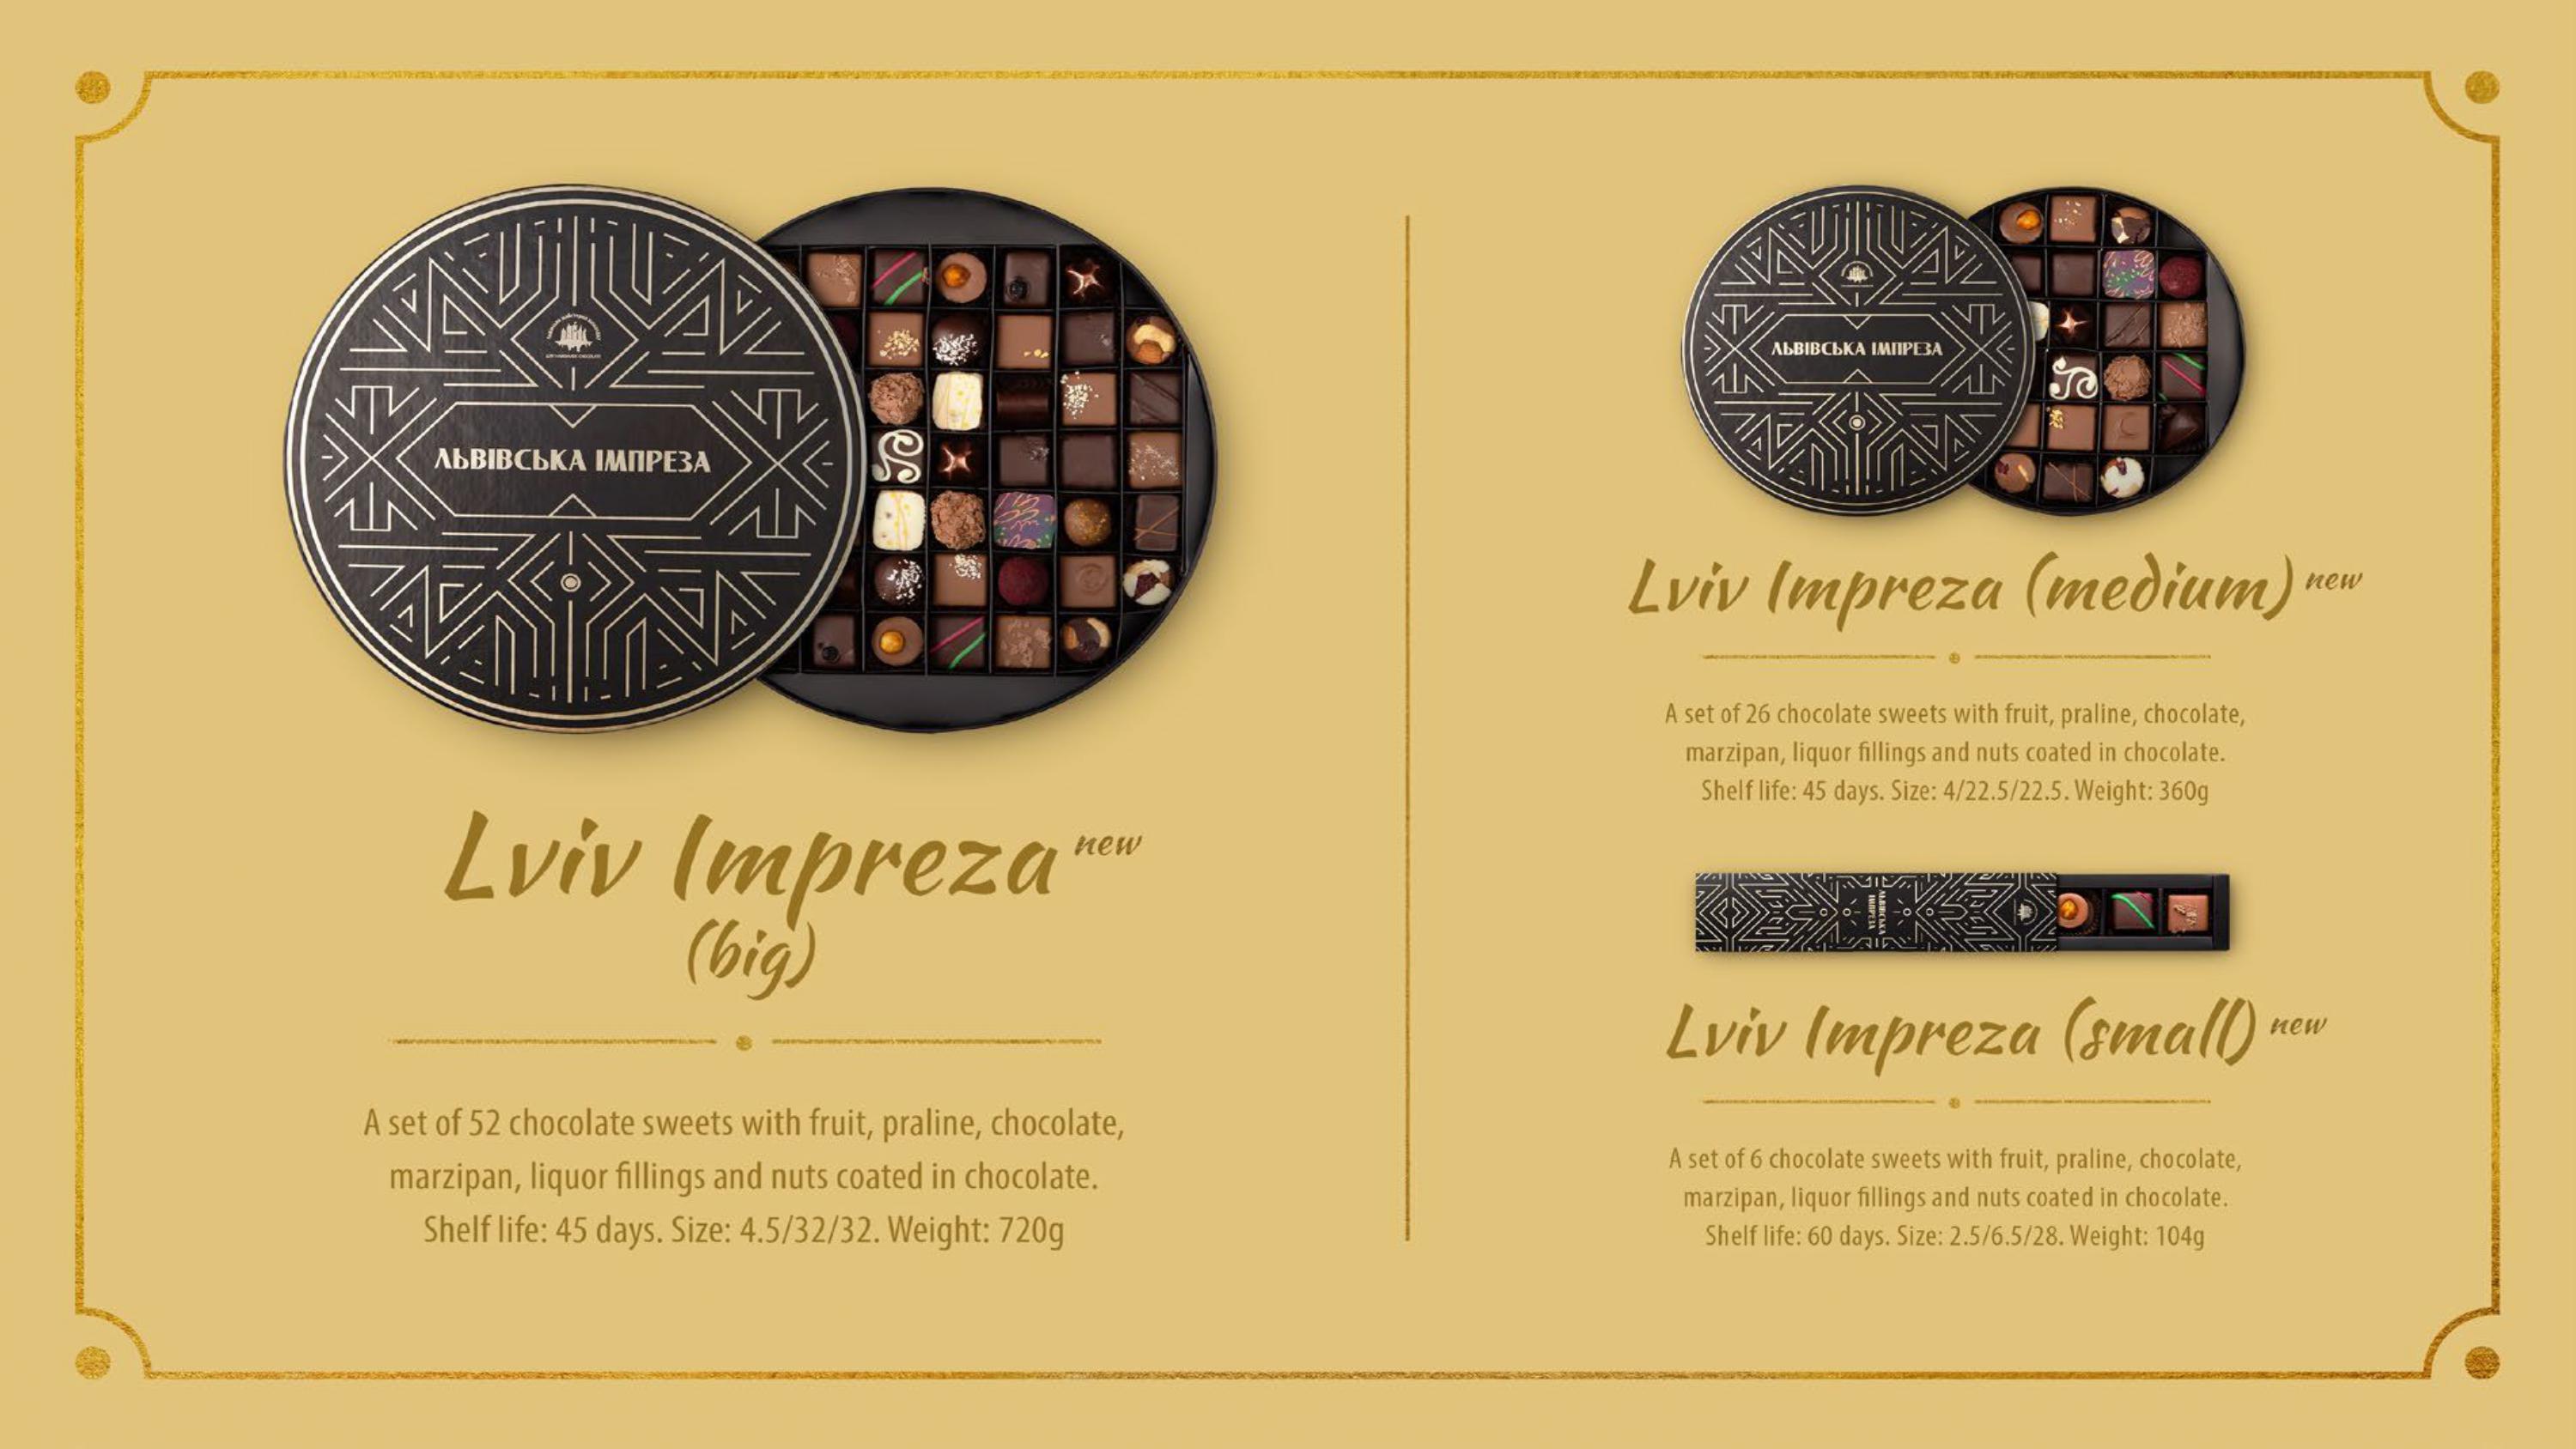 ЛЬВІВСЬКА ІМПРЕЗА
Lviv Impreza new
(big)
A set of 52 chocolate sweets with fruit, praline, chocolate,
marzipan, liquor fillings and nuts coated in chocolate.
Shelf life: 45 days. Size: 4.5/32/32. Weight: 720g
ЛЬВІВСЬКА ІМПРЕЗА
Lviv Impreza (medium) new
A set of 26 chocolate sweets with fruit, praline, chocolate,
marzipan, liquor fillings and nuts coated in chocolate.
Shelf life: 45 days. Size: 4/22.5/22.5. Weight: 360g
ЛЬВІВСЬКА
ІМПРЕЗА
Lviv Impreza (small) new
A set of 6 chocolate sweets with fruit, praline, chocolate,
marzipan, liquor fillings and nuts coated in chocolate.
Shelf life: 60 days. Size: 2.5/6.5/28. Weight: 104g